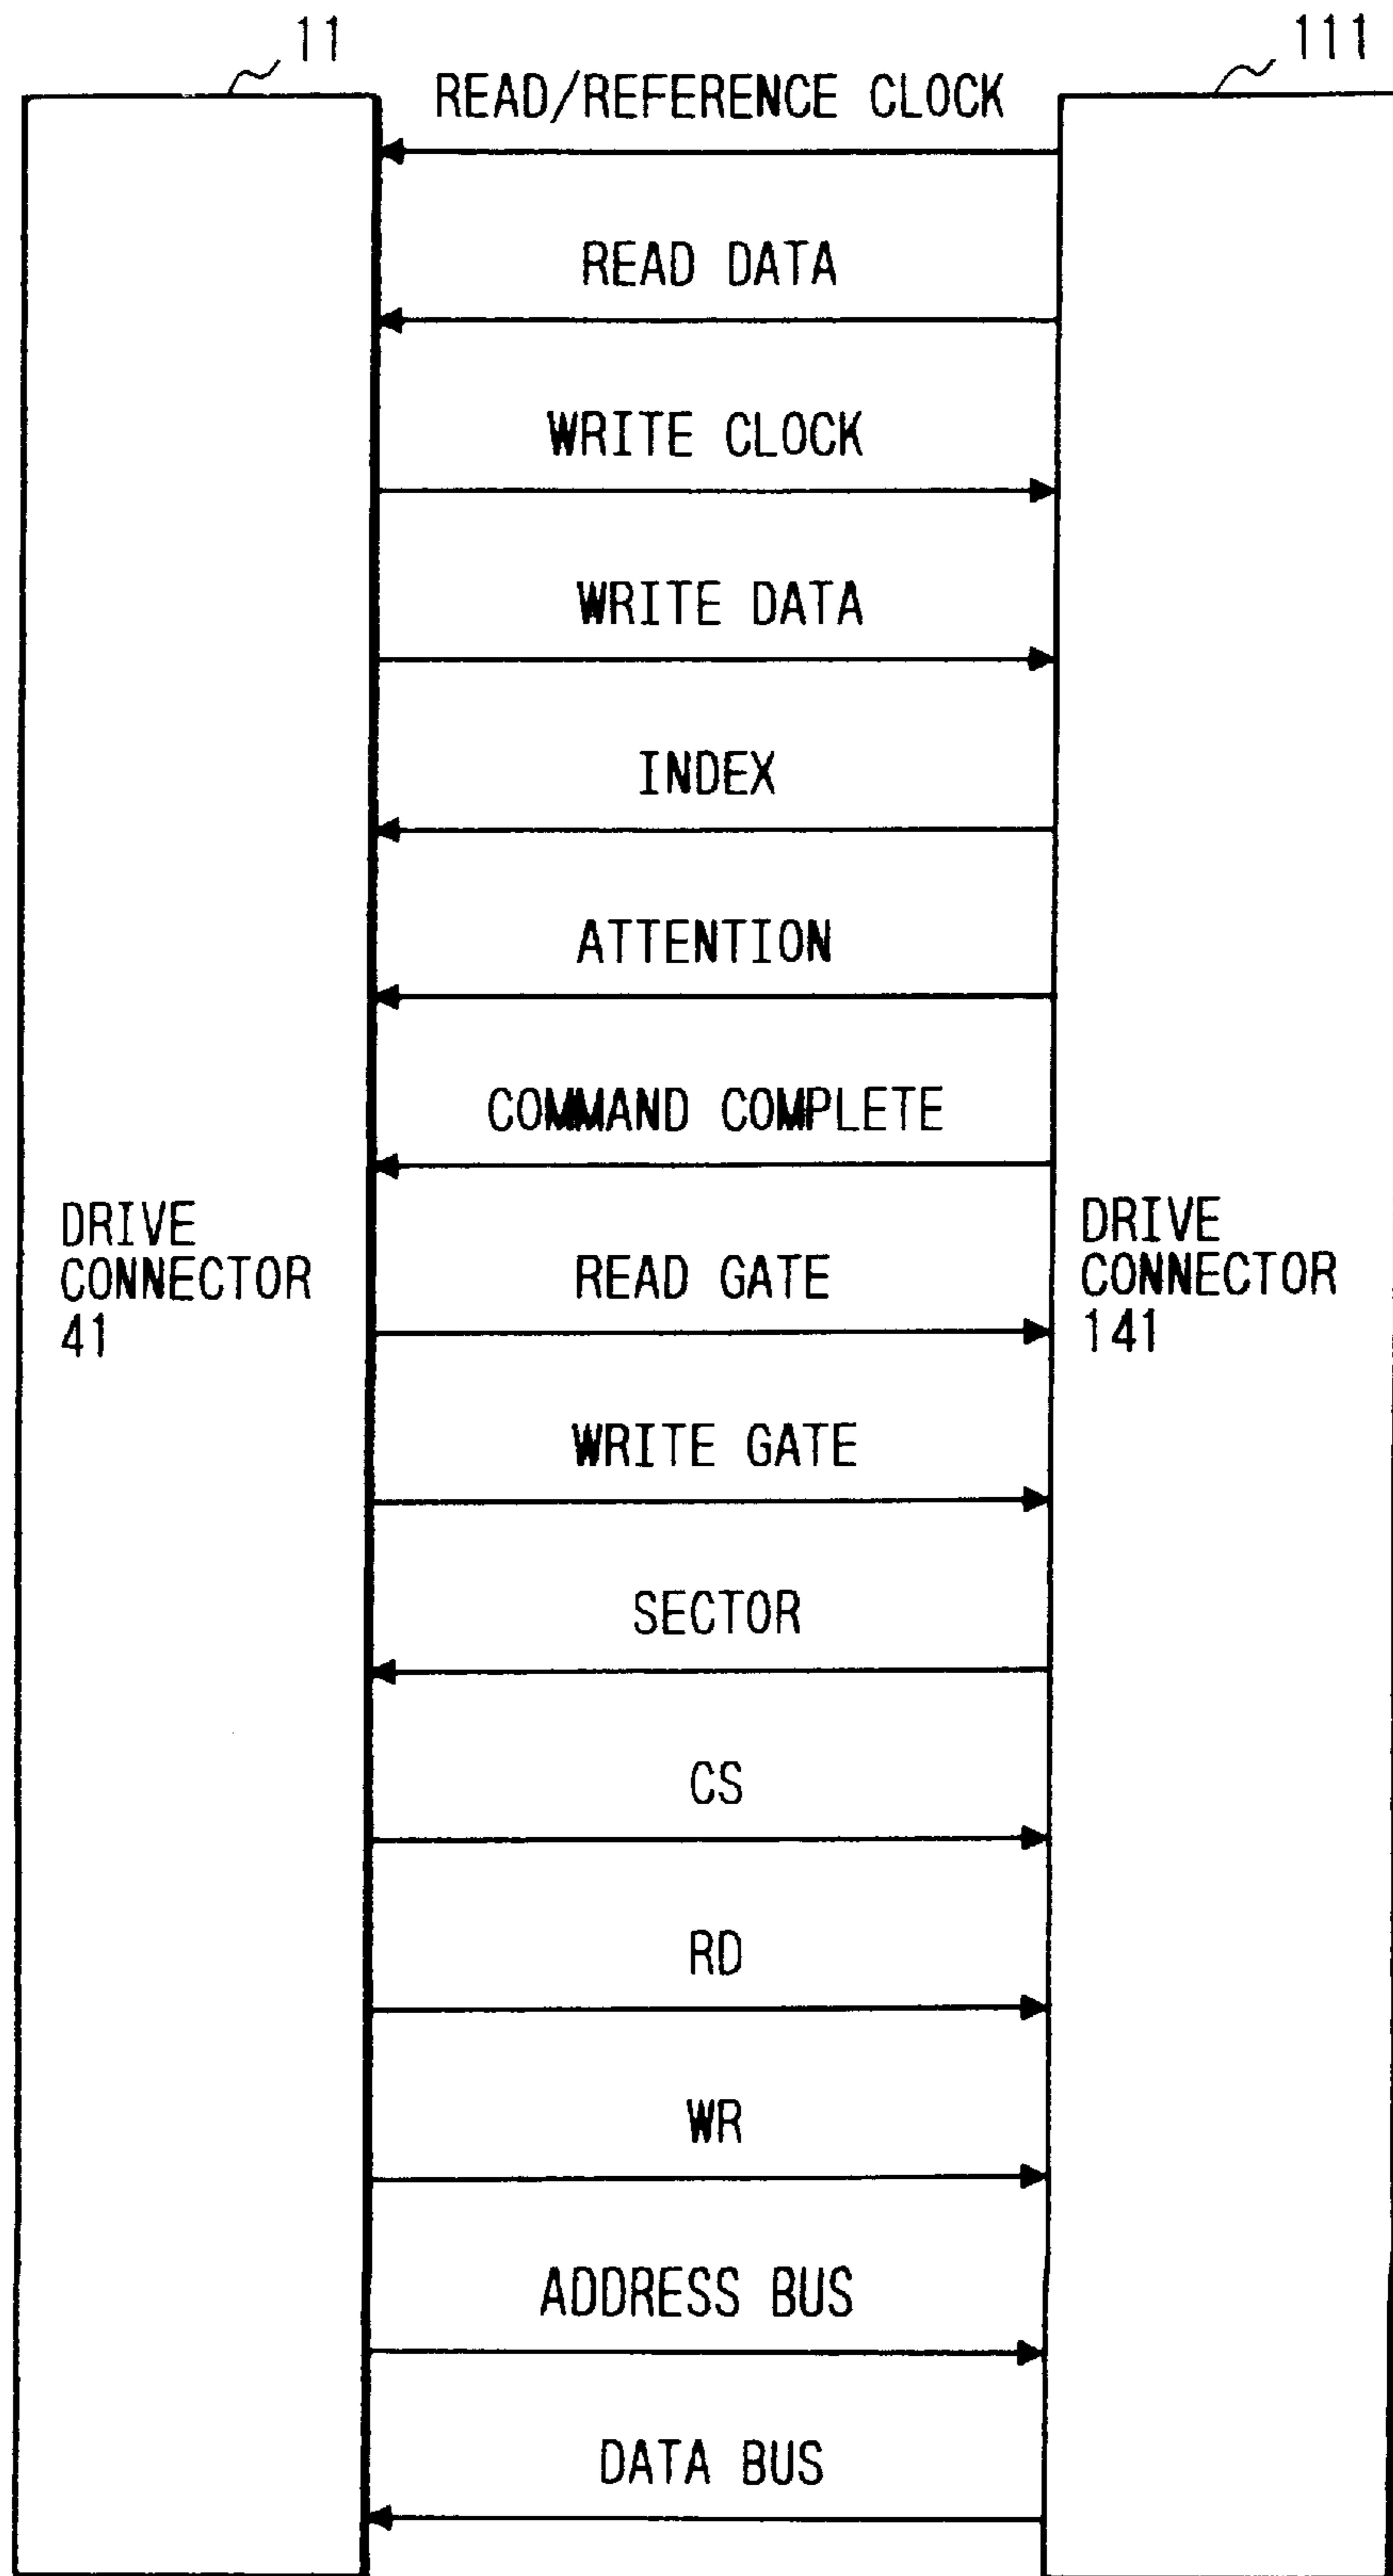 11
111
READ/REFERENCE CLOCK
READ DATA
WRITE CLOCK
WRITE DATA
INDEX
ATTENTION
COMMAND COMPLETE
DRIVE
CONNECTOR
41
READ GATE
DRIVE
CONNECTOR
141
WRITE GATE
SECTOR
CS
RD
WR
ADDRESS BUS
DATA BUS